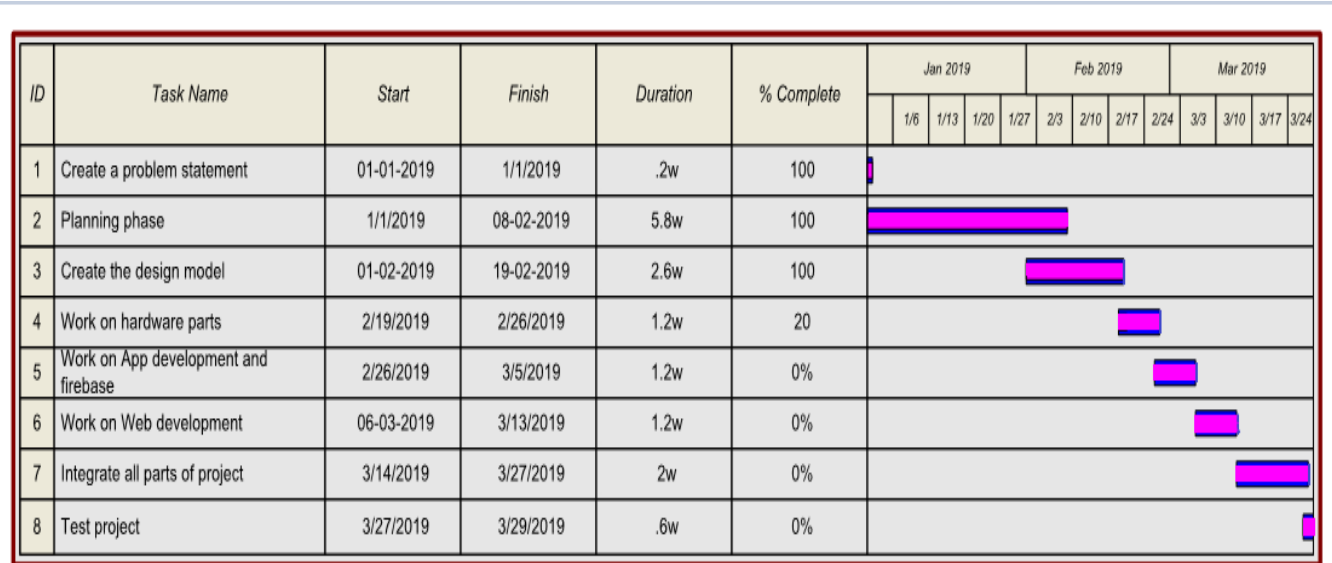 ID Task Name Start Finish Duration % Complete Jan 2019 Feb 2019 Mar 2019
1/6 1/13 1/20 1/27 2/3 2/10 2/17 2/24 3/3 3/10 3/17 3/24
1 Create a problem statement 01-01-2019 1/1/2019 .2w 100
2 Planning phase 1/1/2019 08-02-2019 5.8w 100
3 Create the design model 01-02-2019 19-02-2019 2.6w 100
4 Work on hardware parts 2/19/2019 2/26/2019 1.2w 20
5 Work on App development and
firebase 2/26/2019 3/5/2019 1.2w 0%
6 Work on Web development 06-03-2019 3/13/2019 1.2w 0%
7 Integrate all parts of project 3/14/2019 3/27/2019 2w 0%
8 Test project 3/27/2019 3/29/2019 .6w 0%